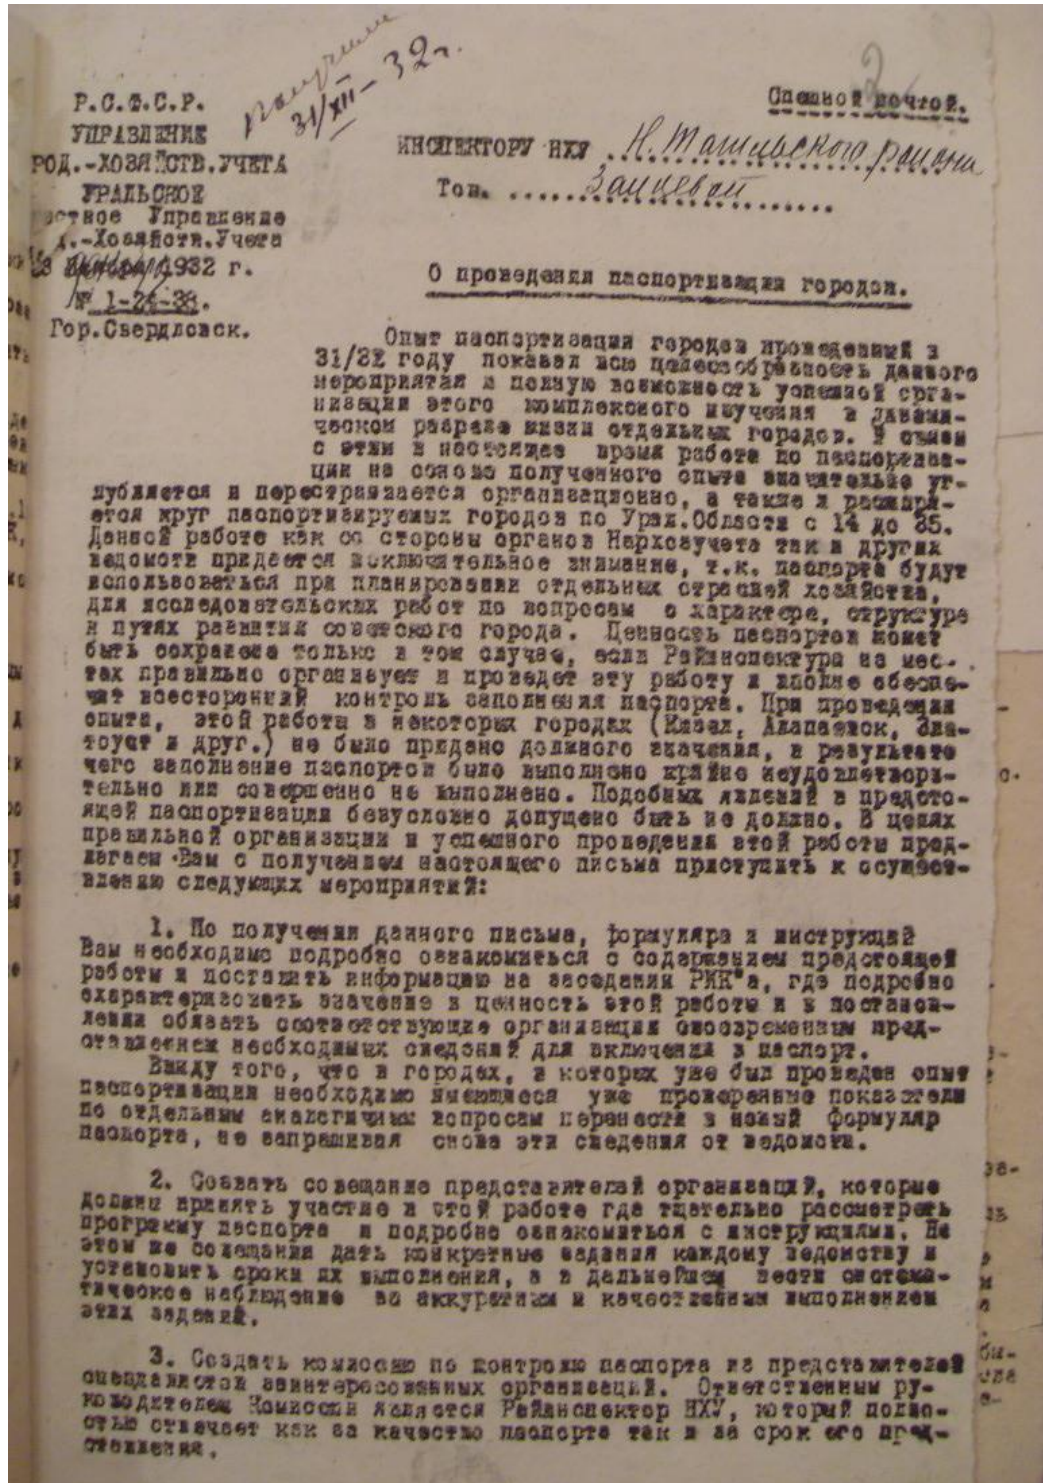 получили
31/XII – 32 г.
2
Р.С.Ф.С.Р.
УПРАВЛЕНИЕ
РОД.-ХОЗЯЙСТВ.УЧЕТА
УРАЛЬСКОЕ
астное Управление
д.-Хозяйств.Учета
1932 г.
№ 1-24-38.
Гор.Свердловск.
Спешной почтой.
ИНСПЕКТОРУ НХУ Н.Тагильского района
Тов. Зайцевой
О проведении паспортизации городов.
Опыт паспортизации городов проведенный в
31/32 году показал всю целесообразность данного
мероприятия и полную возможность успешной орга-
низации этого комплексного изучения в динами-
ческом разрезе жизни отдельных городов. В связи
с этим в настоящее время работа по паспортиза-
ции на основе полученного опыта значительно уг-
лубляется и перестраивается организационно, а также и расширя-
ется круг паспортизируемых городов по Урал.Области с 14 до 35.
Данной работе как со стороны органов Нархозучета так и других
ведомств придается исключительное внимание, т.к. паспорта будут
использоваться при планировании отдельных отраслей хозяйства,
для исследовательских работ по вопросам о характере, структуре
и путях развития советского города. Ценность паспортов может
быть сохранена только в том случае, если Райинспектура на мес-
тах правильно организует и проведет эту работу и вполне обеспе-
чит всесторонний контроль заполнения паспорта. При проведении
опыта, этой работе в некоторых городах (Кизел, Алапаевск, Зла-
тоуст и друг.) не было придано должного значения, в результате
чего заполнение паспортов было выполнено крайне неудовлетвори-
тельно или совершенно не выполнено. Подобных явлений в предсто-
ящей паспортизации безусловно допущено быть не должно. В целях
правильной организации и успешного проведения этой работы пред-
лагаем Вам с получением настоящего письма приступить к осущест-
влению следующих мероприятий:
1. По получении данного письма, формуляра и инструкций
Вам необходимо подробно ознакомиться с содержанием предстоящей
работы и поставить информацию на заседании РИК"а, где подробно
охарактеризовать значение и ценность этой работы и в постанов-
лении обязать соответствующие организации своевременным пред-
ставлением необходимых сведений для включения в паспорт.
Ввиду того, что в городах, в которых уже был проведен опыт
паспортизации необходимо имеющиеся уже проверенные показатели
по отдельным аналогичным вопросам перенести в новый формуляр
паспорта, не запрашивая снова эти сведения от ведомств.
2. Созвать совещание представителей организаций, которые
должны принять участие в этой работе где тщательно рассмотреть
программу паспорта и подробно ознакомиться с инструкциями. На
этом же совещании дать конкретные задания каждому ведомству и
установить сроки их выполнения, а в дальнейшем вести система-
тическое наблюдение за аккуратным и качественным выполнением
этих заданий.
3. Создать комиссию по контролю паспорта из представителей
специалистов заинтересованных организаций. Ответственным ру-
ководителем Комиссии является Райинспектор НХУ, который полно-
стью отвечает как за качество паспорта так и за срок его пред-
ставления.